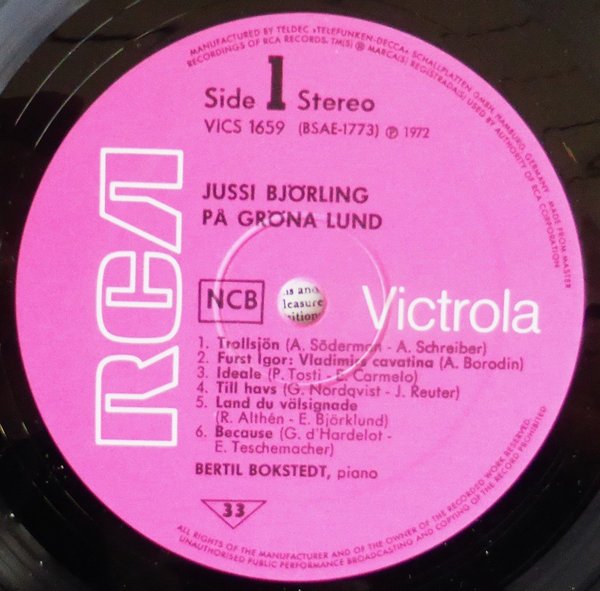 MANUFACTURED BY TELDEC »TELEFUNKEN-DECCA« SCHALLPLATTEN GMBH, HAMBURG, GERMANY · MADE FROM MASTER
RECORDINGS OF RCA RECORDS. TM(S) ® MARCA(S) REGISTRADA(S) USED BY AUTHORITY OF RCA CORPORATION
Side 1 Stereo
VICS 1659 (BSAE-1773) ℗ 1972
JUSSI BJÖRLING
PÅ GRÖNA LUND
RCA
NCB
is and
leasure
ition
Victrola
1. Trollsjön (A. Söderman - A. Schreiber)
2. Furst Igor: Vladimirs cavatina (A. Borodin)
3. Ideale (P. Tosti - E. Carmelo)
4. Till havs (G. Nordqvist - J. Reuter)
5. Land du välsignade
(R. Althén - E. Björklund)
6. Because (G. d'Hardelot -
E. Teschemacher)
BERTIL BOKSTEDT, piano
33
ALL RIGHTS OF THE MANUFACTURER AND OF THE OWNER OF THE RECORDED WORK RESERVED.
UNAUTHORISED PUBLIC PERFORMANCE BROADCASTING AND COPYING OF THE RECORD PROHIBITED